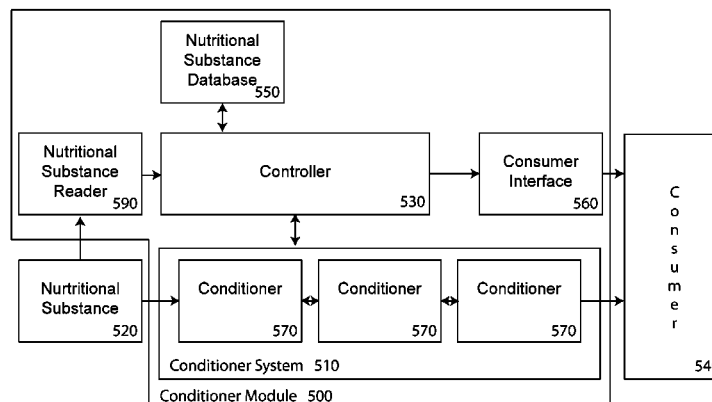 Nutritional
Substance
Database
550
Nutritional
Substance
Reader
590
Controller
530
Consumer
Interface
560
Consumer
Nurtritional
Substance
520
Conditioner
570
Conditioner
570
Conditioner
570
Conditioner System 510
Conditioner Module 500
54